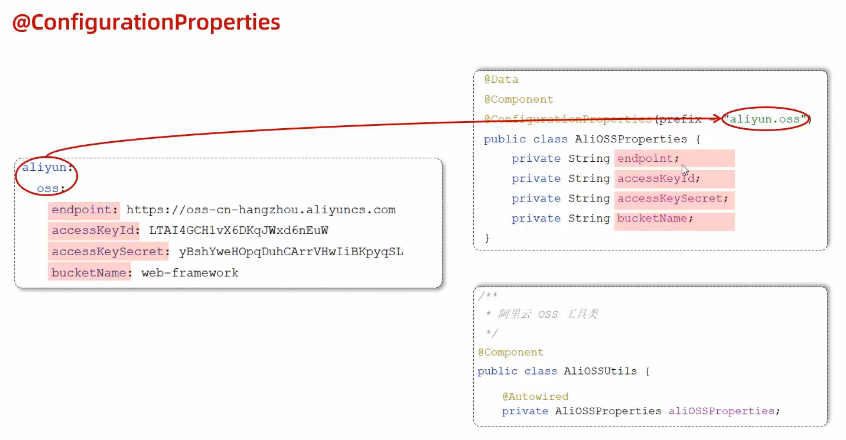 @ConfigurationProperties
aliyun:
oss:
endpoint: https://oss-cn-hangzhou.aliyuncs.com
accessKeyId: LTAI4GCH1vX6DKqJWxd6nEuW
accessKeySecret: yBshYweHOpqDuhCArrVHwIiBKpyqSL
bucketName: web-framework
@Data
@Component
@ConfigurationProperties(prefix = "aliyun.oss")
public class AliOSSProperties {
private String endpoint;
private String accessKeyId;
private String accessKeySecret;
private String bucketName;
}
/**
* 阿里云 OSS 工具类
*/
@Component
public class AliOSSUtils {
@Autowired
private AliOSSProperties aliOSSProperties;